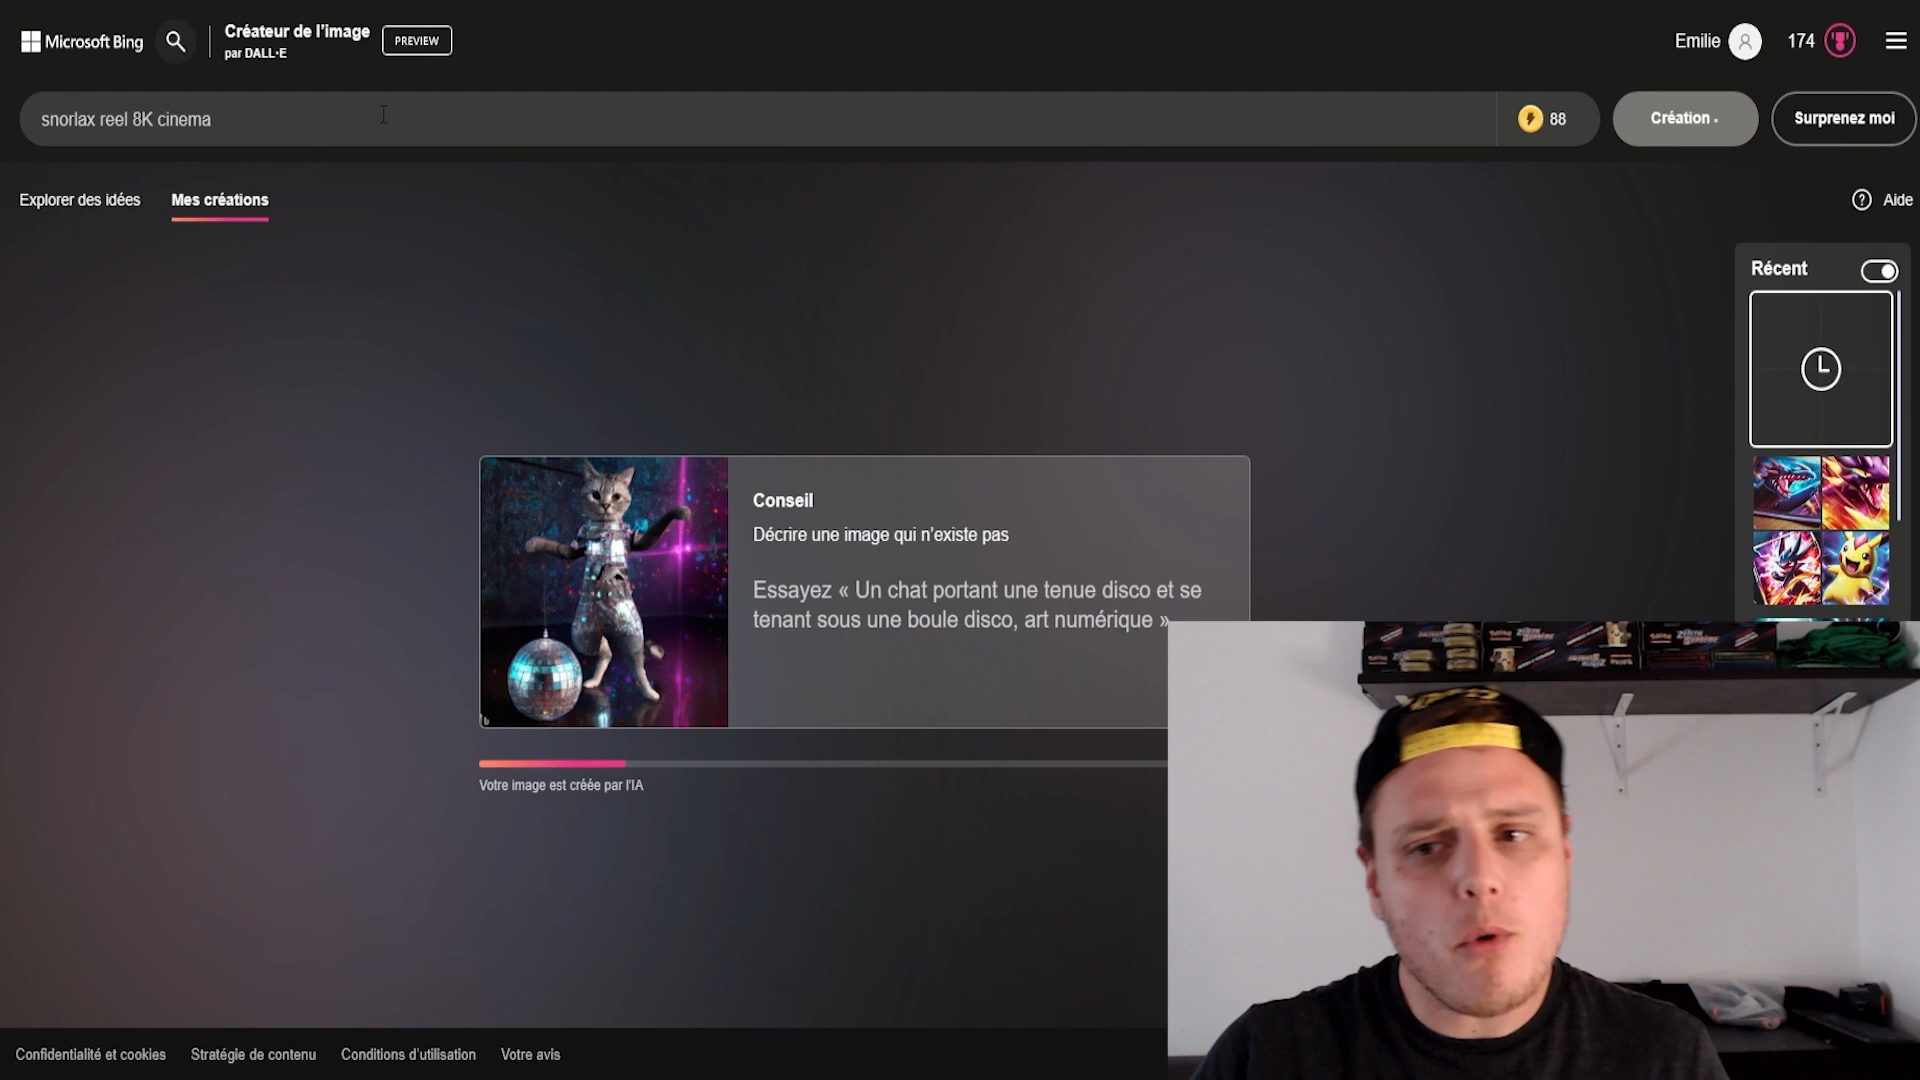 Microsoft Bing
Créateur de l'image
par DALL·E
PREVIEW
Emilie
174
snorlax reel 8K cinema
88
Création
Surprenez moi
Explorer des idées
Mes créations
Aide
Récent
Conseil
Décrire une image qui n'existe pas
Essayez « Un chat portant une tenue disco et se
tenant sous une boule disco, art numérique »
Votre image est créée par l'IA
Confidentialité et cookies
Stratégie de contenu
Conditions d'utilisation
Votre avis